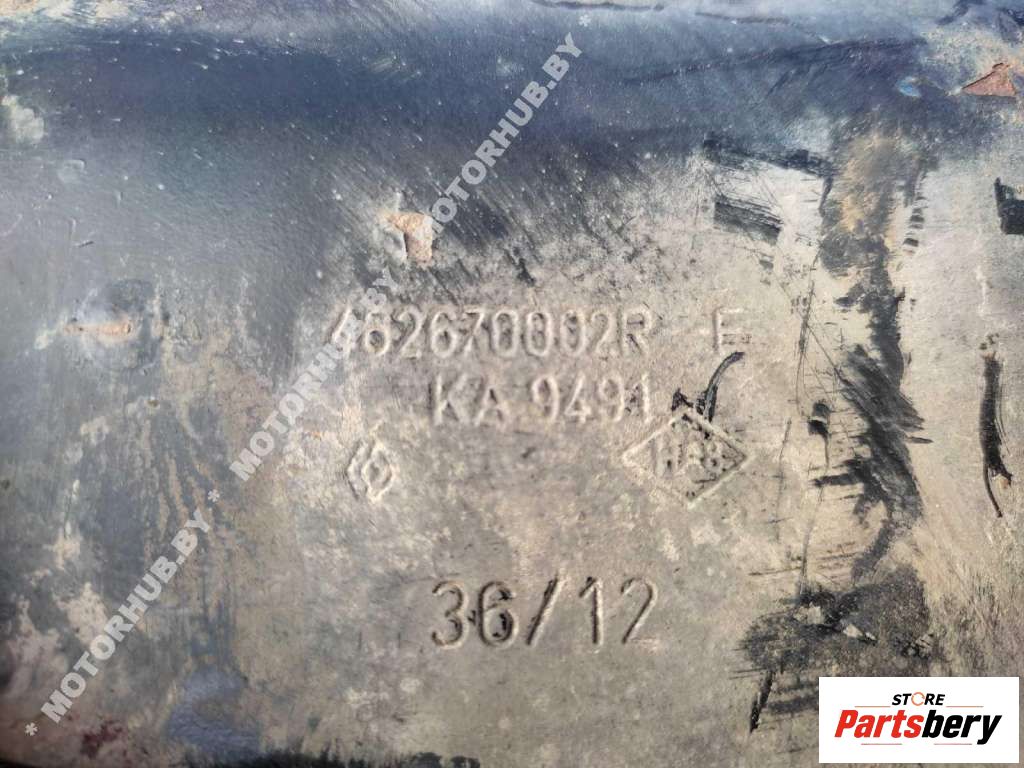 * MOTORHUB.BY * MOTORHUB.BY * MOTORHUB.BY *
462670002R E
KA 9491
36/12
STORE
Partsbery